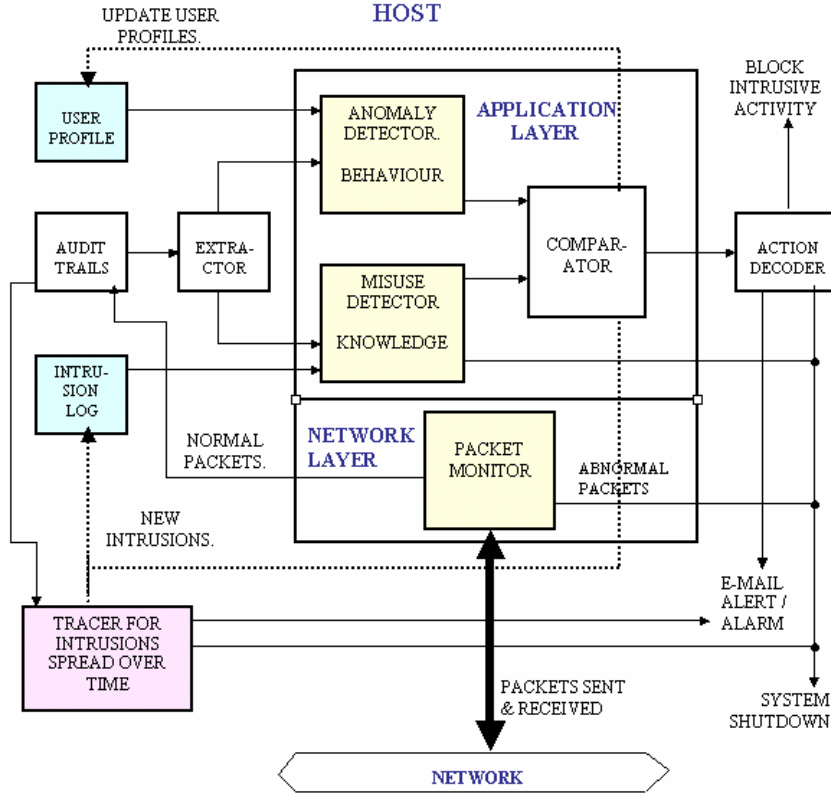 UPDATE USER
PROFILES.
HOST
BLOCK
INTRUSIVE
ACTIVITY
USER
PROFILE
ANOMALY
DETECTOR.
BEHAVIOUR
APPLICATION
LAYER
AUDIT
TRAILS
EXTRA-
CTOR
MISUSE
DETECTOR
KNOWLEDGE
COMPAR-
ATOR
ACTION
DECODER
INTRU-
SION
LOG
NORMAL
PACKETS.
NETWORK
LAYER
PACKET
MONITOR
ABNORMAL
PACKETS
NEW
INTRUSIONS.
E-MAIL
ALERT /
ALARM
TRACER FOR
INTRUSIONS
SPREAD OVER
TIME
PACKETS SENT
& RECEIVED
SYSTEM
SHUTDOWN
NETWORK